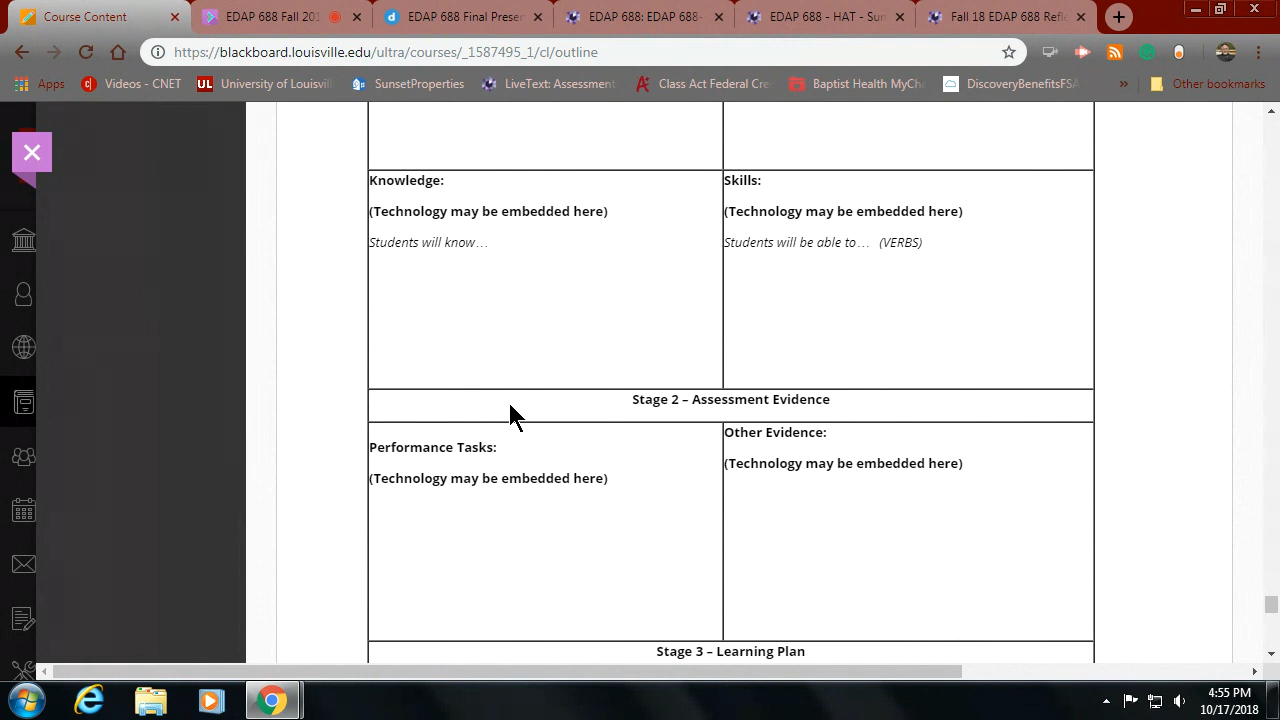 Course Content
EDAP 688 Fall 201
EDAP 688 Final Presen
EDAP 688: EDAP 688-
EDAP 688 - HAT - Sun
Fall 18 EDAP 688 Refle
https://blackboard.louisville.edu/ultra/courses/_1587495_1/cl/outline
Apps
Videos - CNET
UL University of Louisvill
SunsetProperties
LiveText: Assessment
Class Act Federal Cre
Baptist Health MyCh
DiscoveryBenefitsFSA
»
Other bookmarks
Knowledge:
(Technology may be embedded here)
Students will know…
Skills:
(Technology may be embedded here)
Students will be able to… (VERBS)
Stage 2 – Assessment Evidence
Performance Tasks:
(Technology may be embedded here)
Other Evidence:
(Technology may be embedded here)
Stage 3 – Learning Plan
4:55 PM
10/17/2018